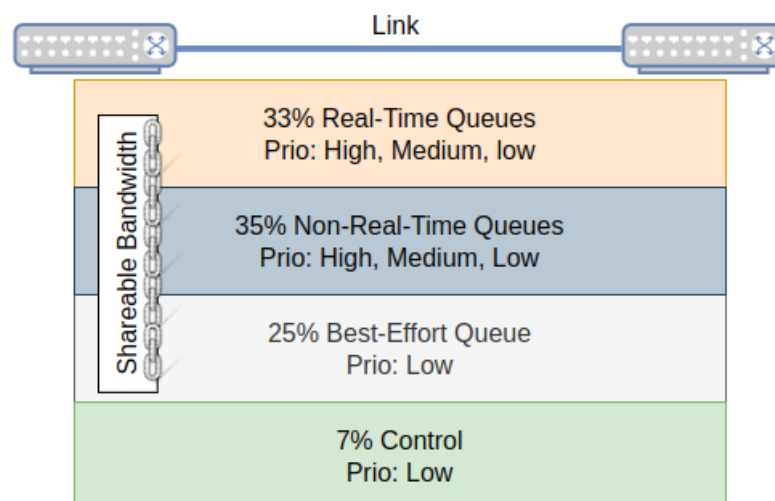 Link
33% Real-Time Queues
Prio: High, Medium, low
Shareable Bandwidth
35% Non-Real-Time Queues
Prio: High, Medium, Low
25% Best-Effort Queue
Prio: Low
7% Control
Prio: Low